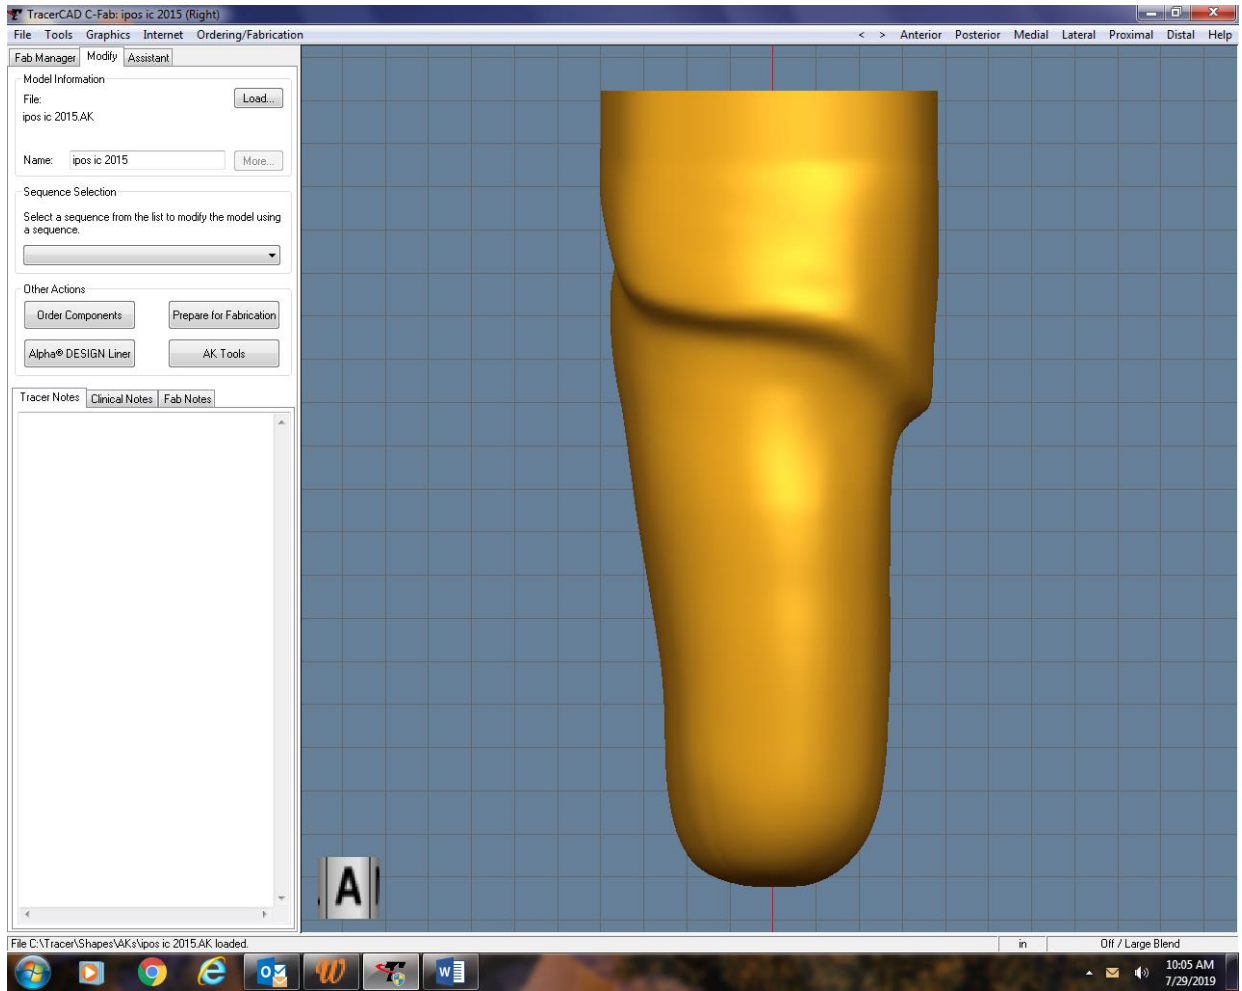 TracerCAD C-Fab: ipos ic 2015 (Right)
File Tools Graphics Internet Ordering/Fabrication < > Anterior Posterior Medial Lateral Proximal Distal Help
Fab Manager Modify Assistant
Model Information
File: Load...
ipos ic 2015.AK
Name: ipos ic 2015 More...
Sequence Selection
Select a sequence from the list to modify the model using
a sequence.
Other Actions
Order Components Prepare for Fabrication
Alpha® DESIGN Liner AK Tools
Tracer Notes Clinical Notes Fab Notes
A
File C:\Tracer\Shapes\AKs\ipos ic 2015.AK loaded. in Off / Large Blend
10:05 AM
7/29/2019